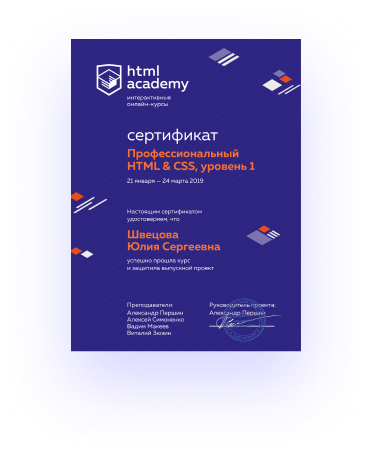 html
academy
интерактивные
онлайн-курсы
сертификат
Профессиональный
HTML & CSS, уровень 1
21 января — 24 марта 2019
Настоящим сертификатом
удостоверяем, что
Швецова
Юлия Сергеевна
успешно прошла курс
и защитила выпускной проект
Преподаватели:
Александр Першин
Алексей Симоненко
Вадим Макеев
Виталий Зюзин
Руководитель проекта:
Александр Першин